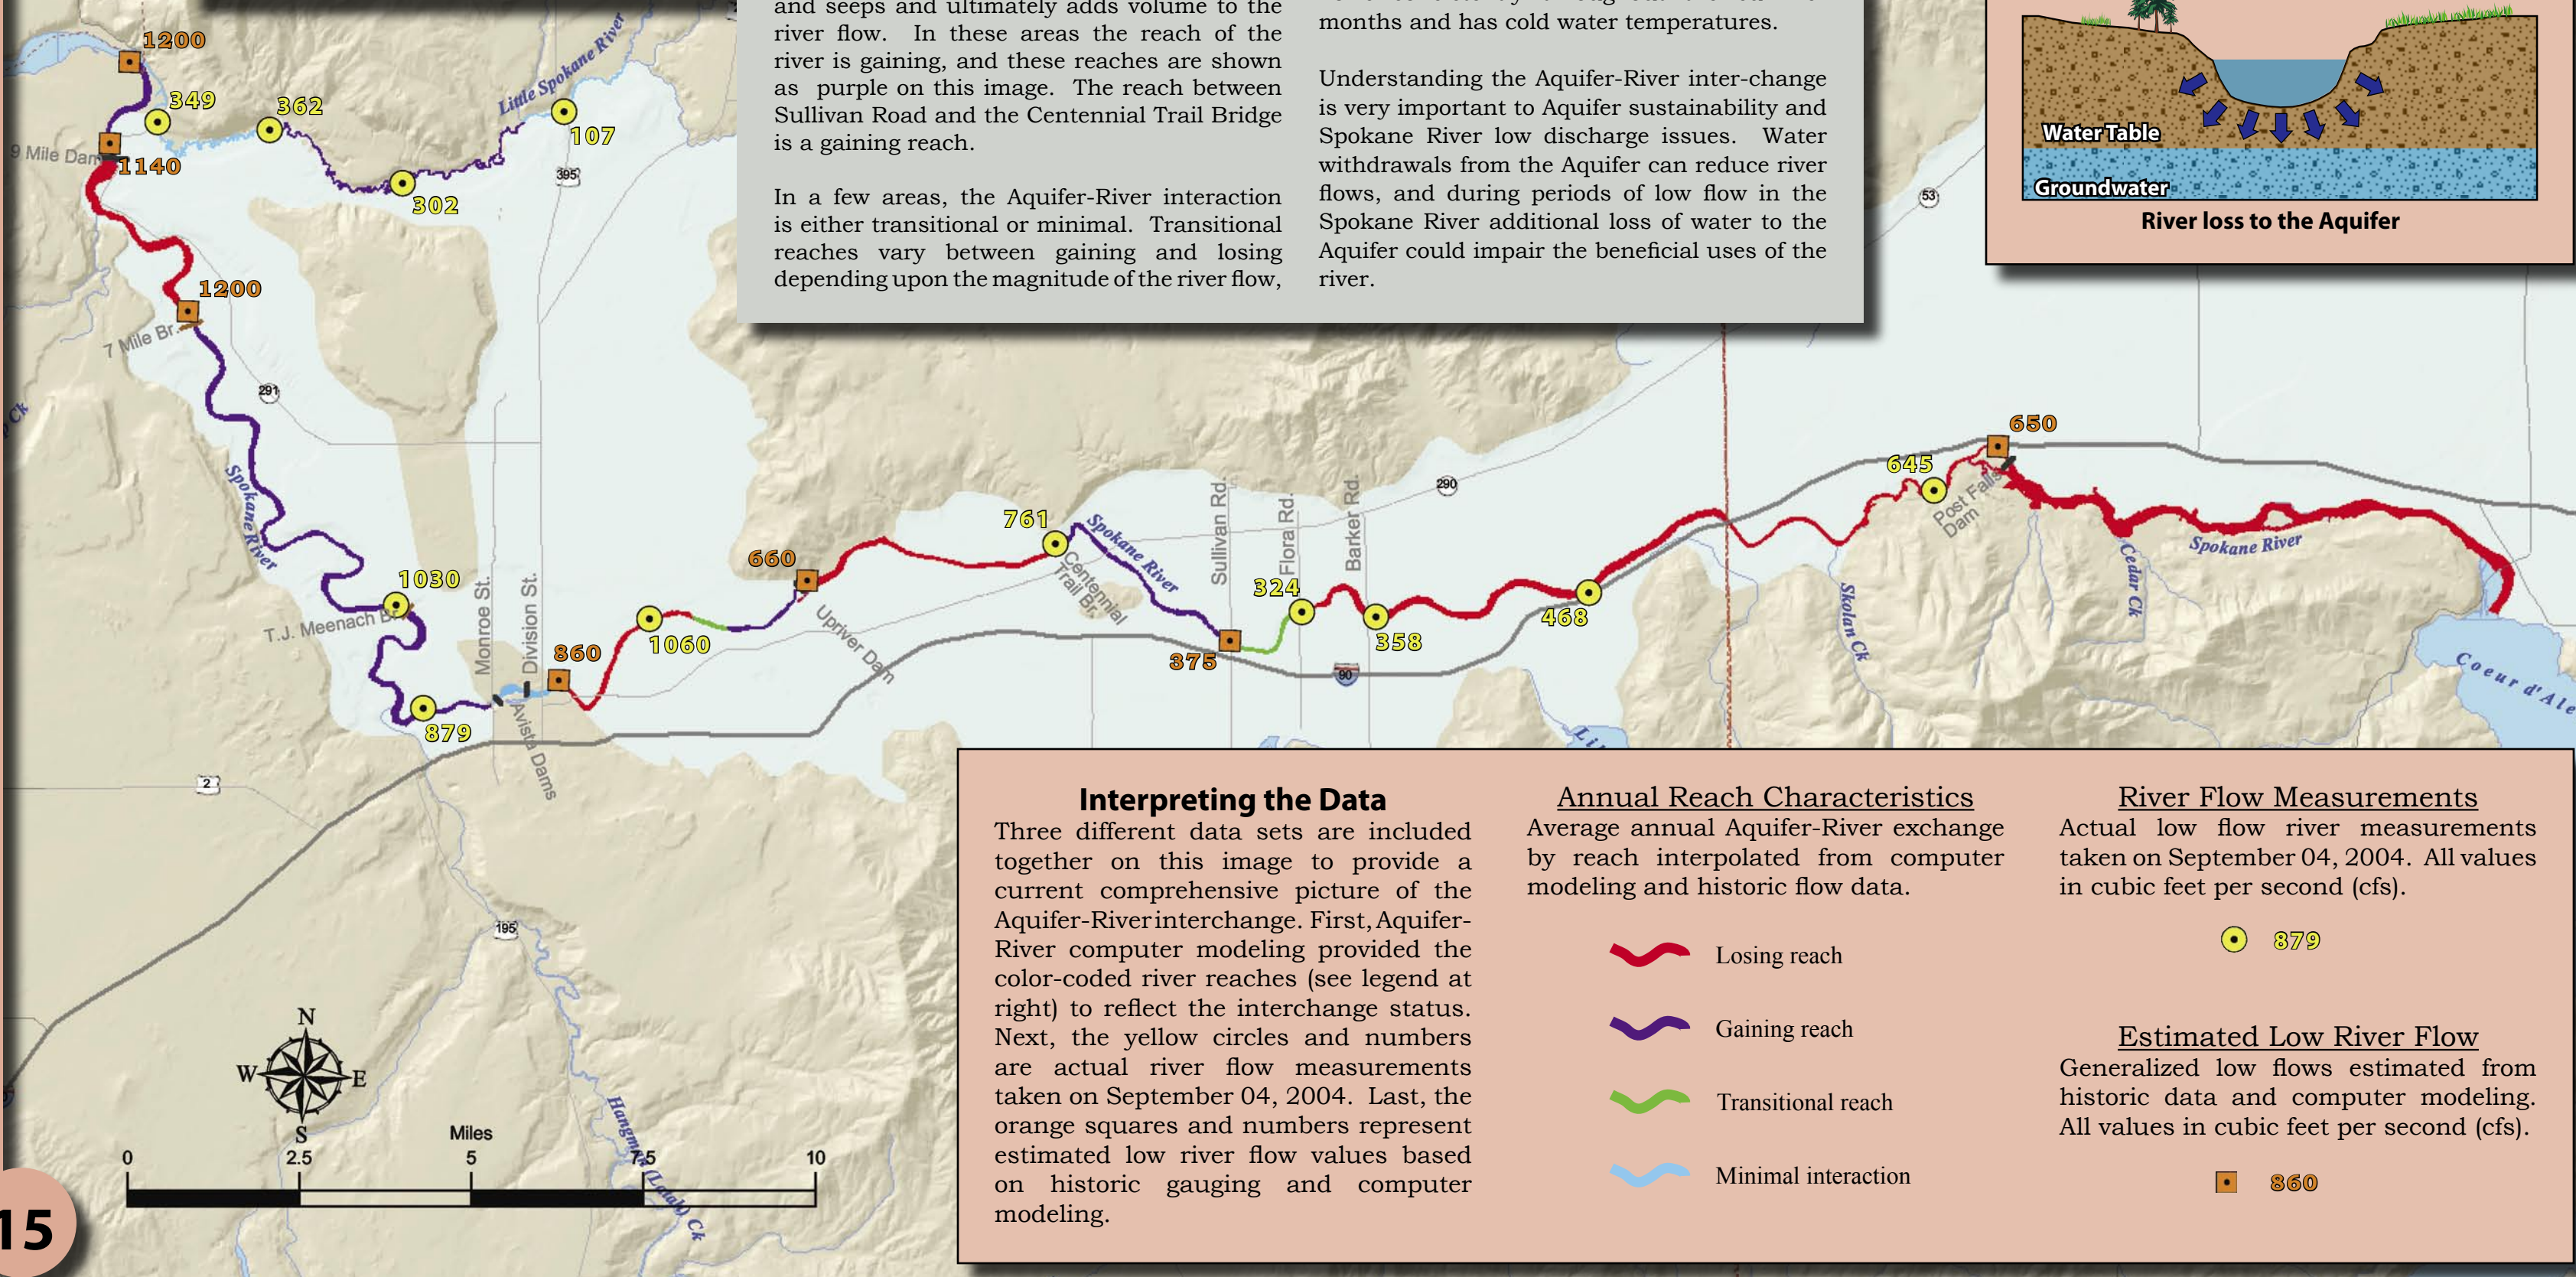 and seeps and ultimately adds volume to the
river flow. In these areas the reach of the
river is gaining, and these reaches are shown
as purple on this image. The reach between
Sullivan Road and the Centennial Trail Bridge
is a gaining reach.
In a few areas, the Aquifer-River interaction
is either transitional or minimal. Transitional
reaches vary between gaining and losing
depending upon the magnitude of the river flow,
months and has cold water temperatures.
Understanding the Aquifer-River inter-change
is very important to Aquifer sustainability and
Spokane River low discharge issues. Water
withdrawals from the Aquifer can reduce river
flows, and during periods of low flow in the
Spokane River additional loss of water to the
Aquifer could impair the beneficial uses of the
river.
Water Table
Groundwater
River loss to the Aquifer
1200
349
362
Little Spokane River
107
9 Mile Dam
1140
302
395
53
1200
7 Mile Br.
291
Ck
Spokane River
1030
T.J. Meenach Br.
Monroe St.
Division St.
879
Avista Dams
860
1060
660
Upriver Dam
761
Centennial
Trail Br.
Spokane River
Sullivan Rd.
375
Flora Rd.
324
Barker Rd.
358
290
90
468
645
650
Post Falls
Dam
Skolan Ck
Cedar Ck
Spokane River
Coeur d'Ale
2
195
Hangman (Latah) Ck
N
W
E
S
Miles
0
2.5
5
7.5
10
15
Interpreting the Data
Three different data sets are included
together on this image to provide a
current comprehensive picture of the
Aquifer-River interchange. First, Aquifer-
River computer modeling provided the
color-coded river reaches (see legend at
right) to reflect the interchange status.
Next, the yellow circles and numbers
are actual river flow measurements
taken on September 04, 2004. Last, the
orange squares and numbers represent
estimated low river flow values based
on historic gauging and computer
modeling.
Annual Reach Characteristics
Average annual Aquifer-River exchange
by reach interpolated from computer
modeling and historic flow data.
Losing reach
Gaining reach
Transitional reach
Minimal interaction
River Flow Measurements
Actual low flow river measurements
taken on September 04, 2004. All values
in cubic feet per second (cfs).
879
Estimated Low River Flow
Generalized low flows estimated from
historic data and computer modeling.
All values in cubic feet per second (cfs).
860